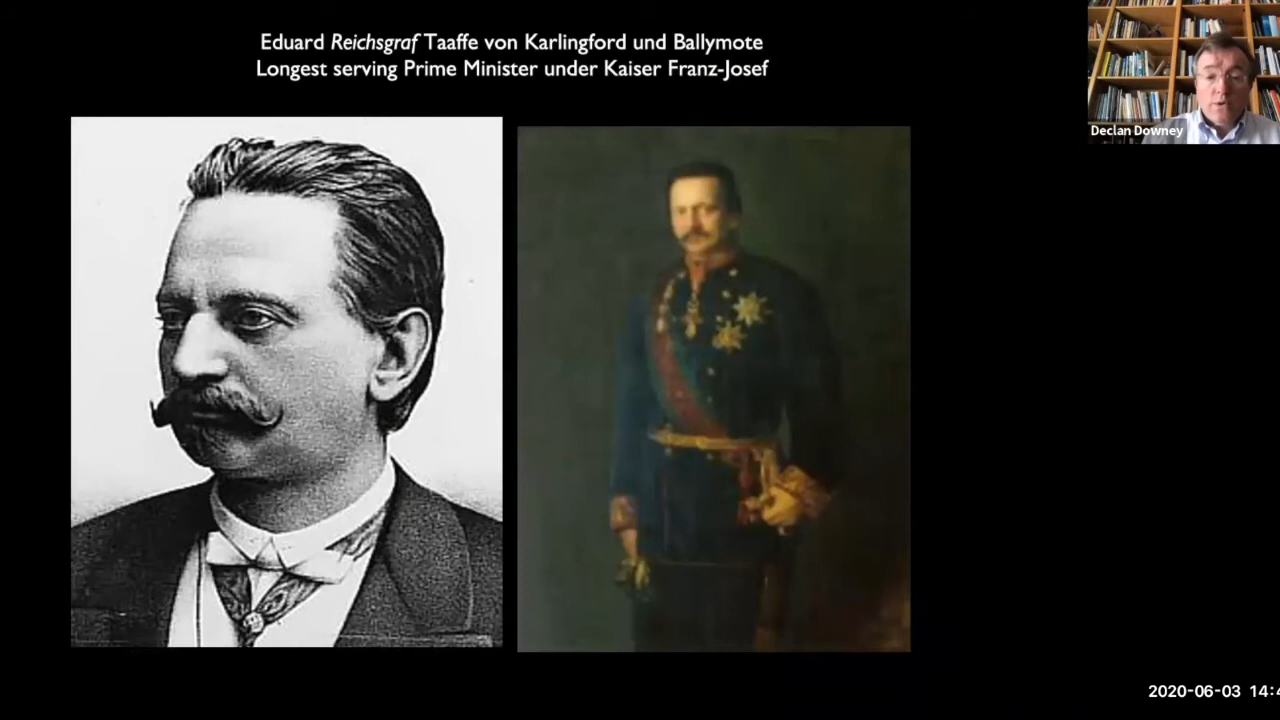 Eduard Reichsgraf Taaffe von Karlingford und Ballymote
Longest serving Prime Minister under Kaiser Franz-Josef
Declan Downey
2020-06-03 14:4